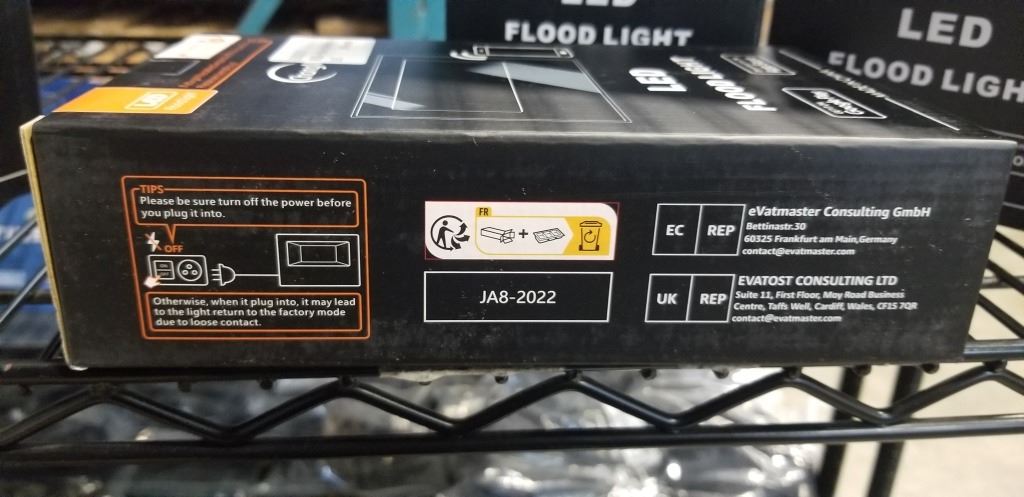 LED
FLOOD LIGHT
LED
FLOOD LIGHT
LED
FLOOD LIGHT
TIPS
Please be sure turn off the power before
you plug it into.
OFF
Otherwise, when it plug into, it may lead
to the light return to the factory mode
due to loose contact.
FR
+
JA8-2022
EC REP
eVatmaster Consulting GmbH
Bettinastr.30
60325 Frankfurt am Main,Germany
contact@evatmaster.com
UK REP
EVATOST CONSULTING LTD
Suite 11, First Floor, Moy Road Business
Centre, Taffs Well, Cardiff, Wales, CF15 7QR
contact@evatmaster.com